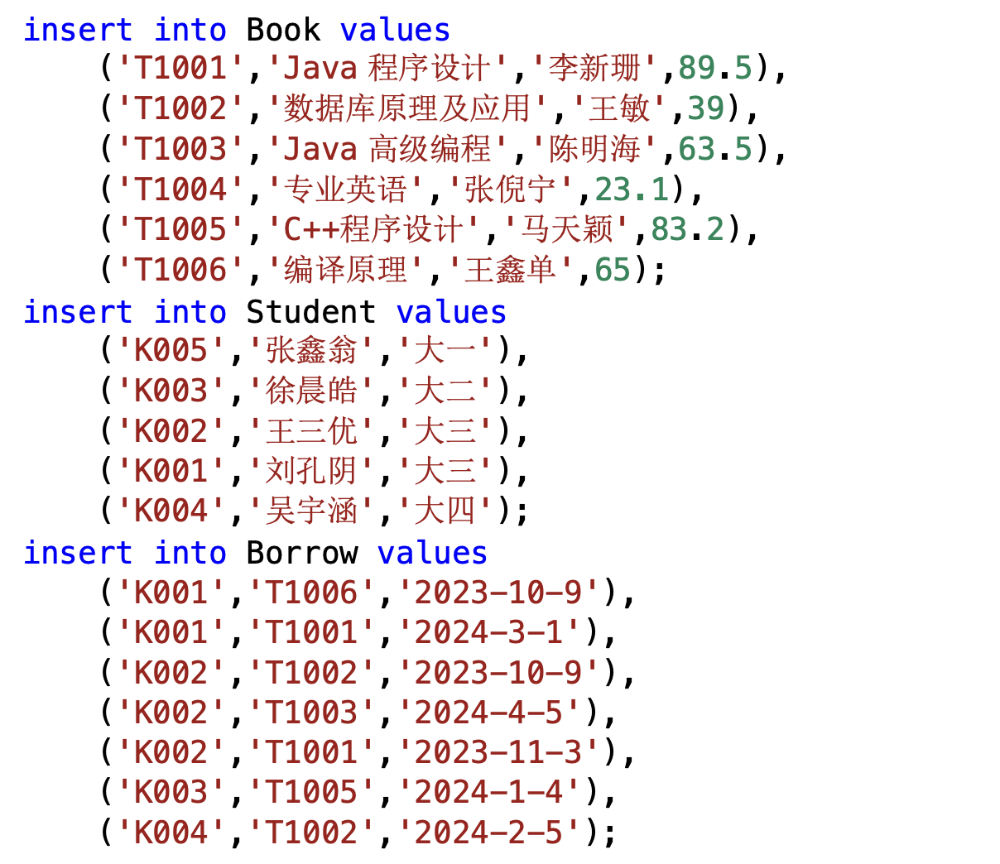 insert into Book values
('T1001','Java 程序设计','李新珊',89.5),
('T1002','数据库原理及应用','王敏',39),
('T1003','Java 高级编程','陈明海',63.5),
('T1004','专业英语','张倪宁',23.1),
('T1005','C++程序设计','马天颖',83.2),
('T1006','编译原理','王鑫单',65);
insert into Student values
('K005','张鑫翁','大一'),
('K003','徐晨皓','大二'),
('K002','王三优','大三'),
('K001','刘孔阴','大三'),
('K004','吴宇涵','大四');
insert into Borrow values
('K001','T1006','2023-10-9'),
('K001','T1001','2024-3-1'),
('K002','T1002','2023-10-9'),
('K002','T1003','2024-4-5'),
('K002','T1001','2023-11-3'),
('K003','T1005','2024-1-4'),
('K004','T1002','2024-2-5');